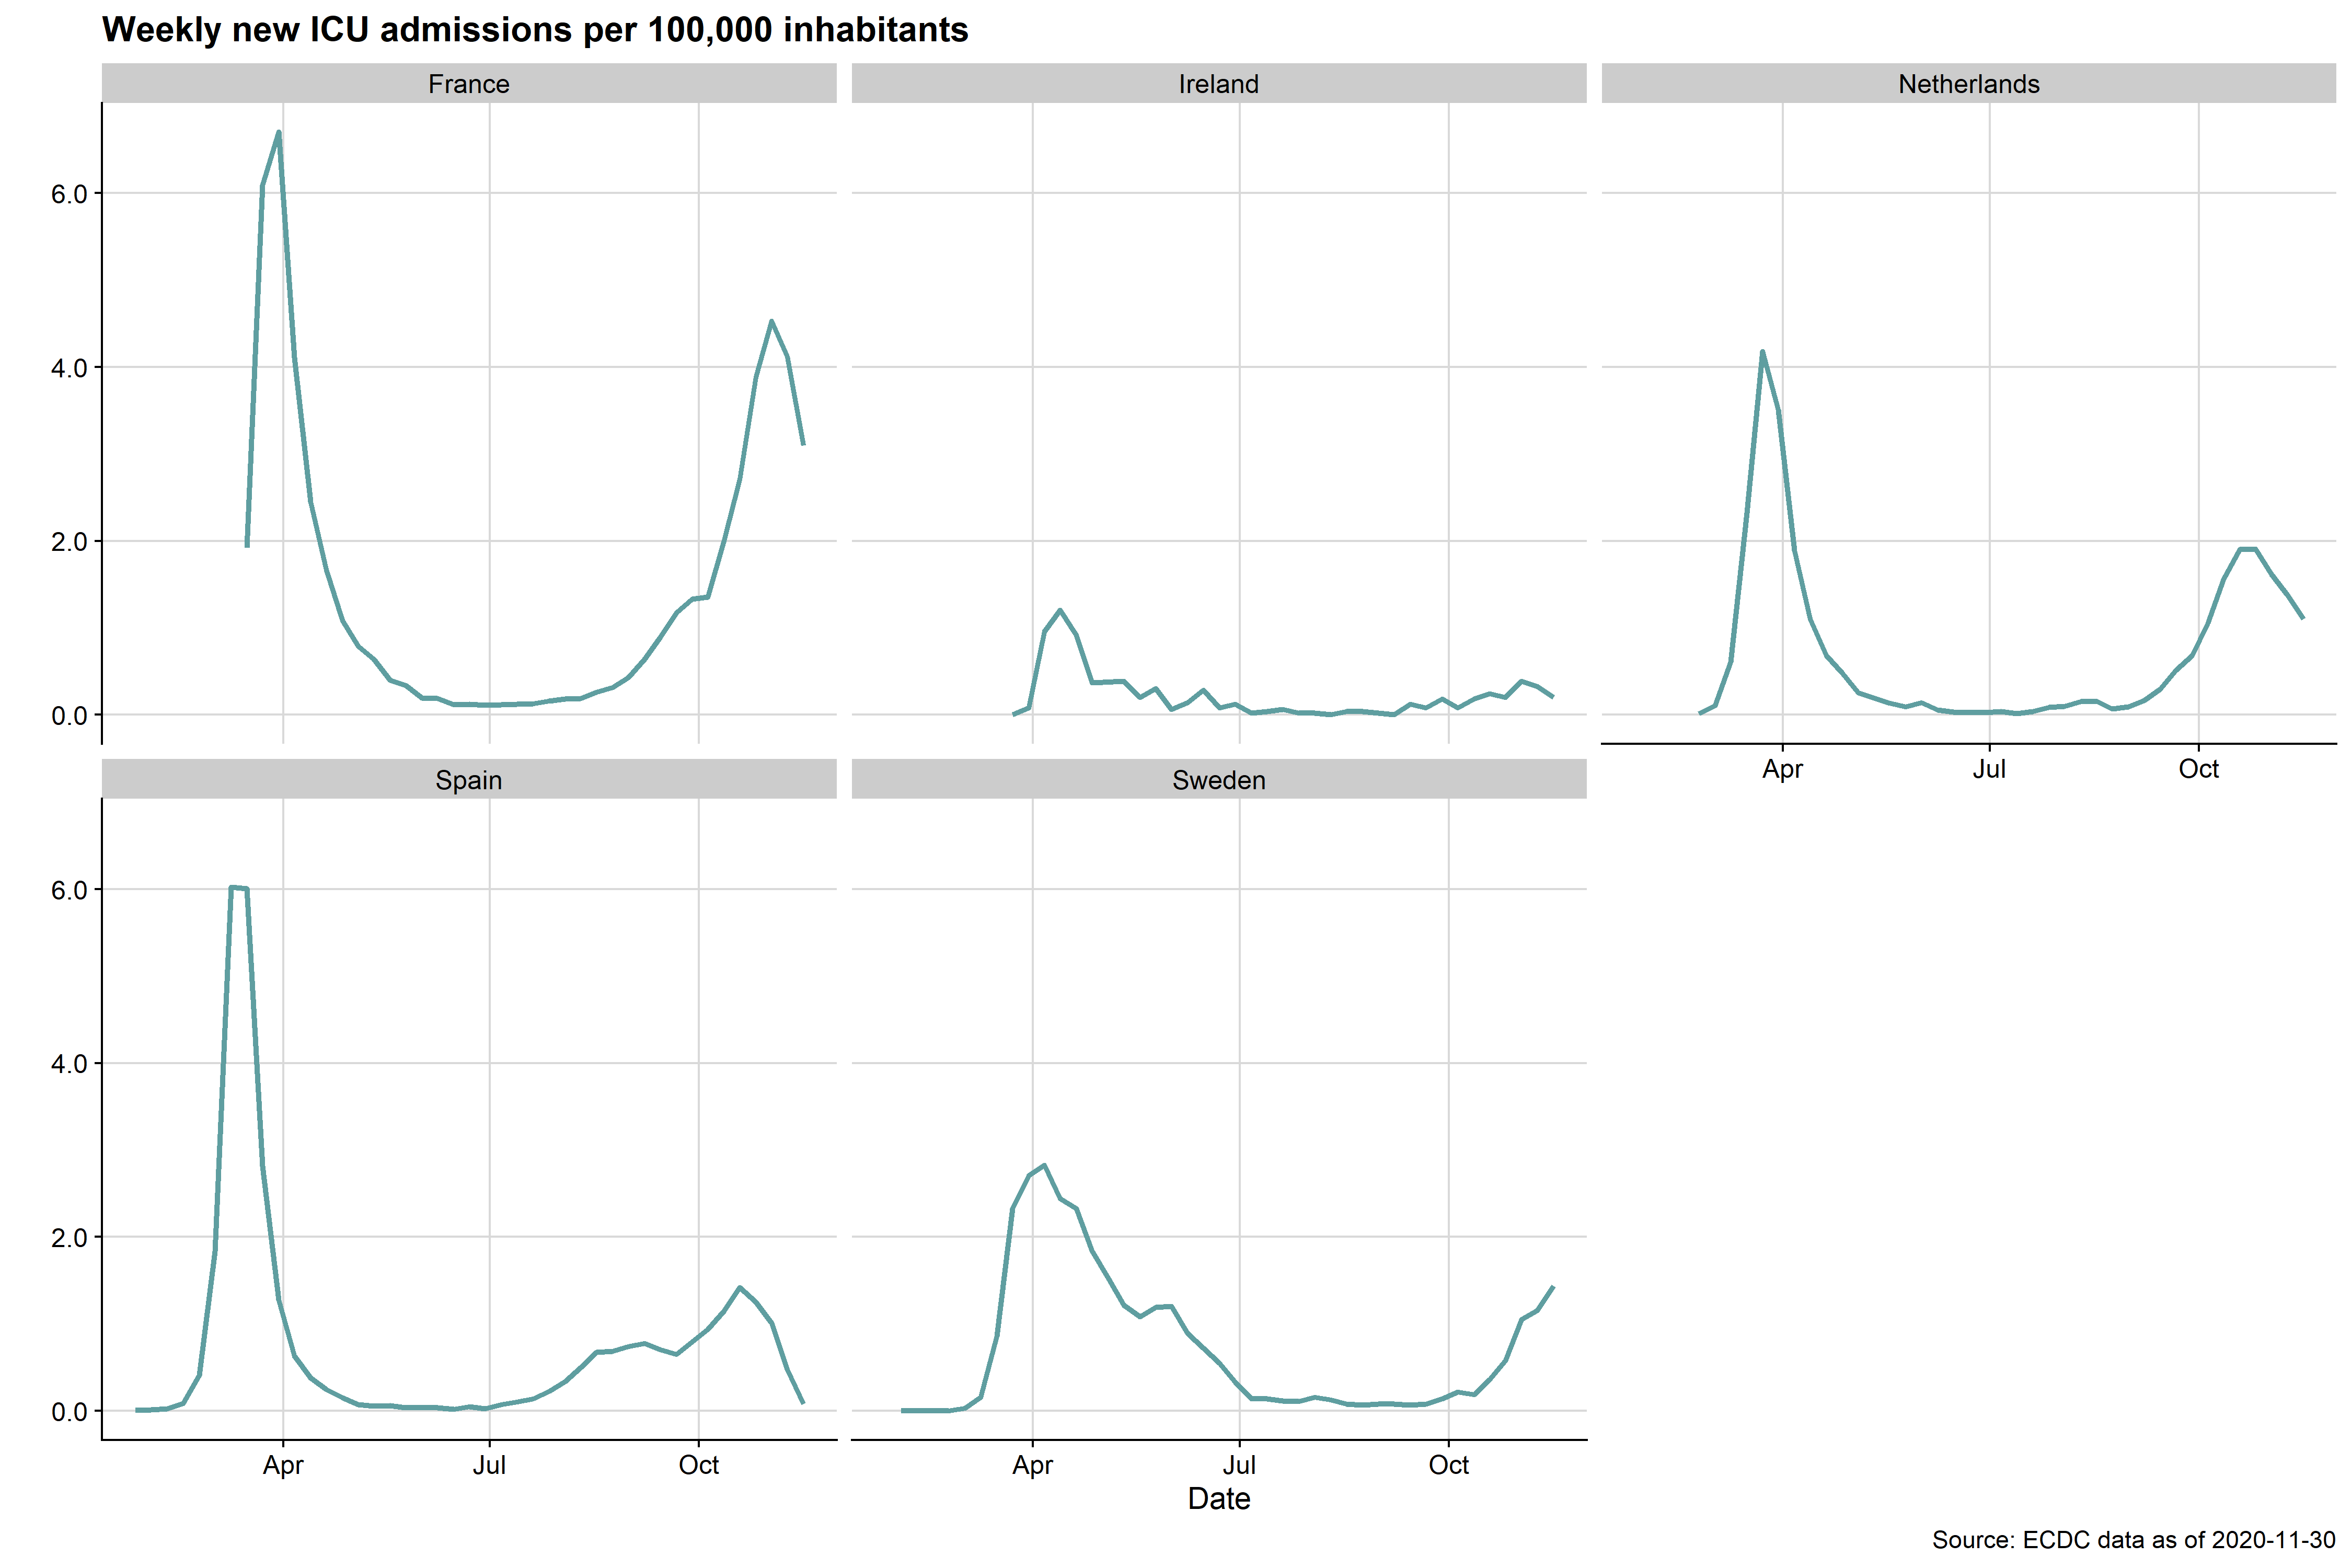 Weekly new ICU admissions per 100,000 inhabitants
France
Ireland
Netherlands
6.0
4.0
2.0
0.0
Apr
Jul
Oct
Spain
Sweden
6.0
4.0
2.0
0.0
Apr
Jul
Oct
Apr
Jul
Oct
Date
Source: ECDC data as of 2020-11-30